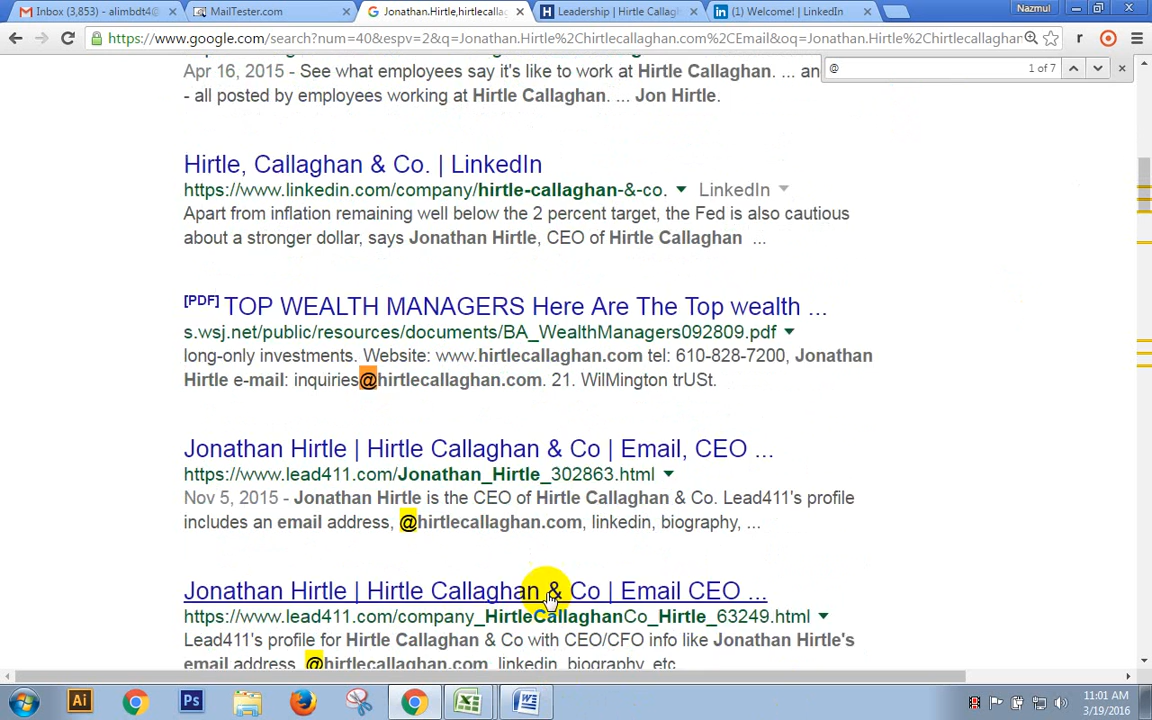 Inbox (3,853) - alimbdt4@
MailTester.com
Jonathan.Hirtle,hirtlecallag
Leadership | Hirtle Callagh
(1) Welcome! | LinkedIn
Nazmul
https://www.google.com/search?num=40&espv=2&q=Jonathan.Hirtle%2Chirtlecallaghan.com%2CEmail&oq=Jonathan.Hirtle%2Chirtlecallaghan
@
1 of 7
Apr 16, 2015 - See what employees say it's like to work at Hirtle Callaghan. ... an
- all posted by employees working at Hirtle Callaghan. ... Jon Hirtle.
Hirtle, Callaghan & Co. | LinkedIn
https://www.linkedin.com/company/hirtle-callaghan-&-co. LinkedIn
Apart from inflation remaining well below the 2 percent target, the Fed is also cautious
about a stronger dollar, says Jonathan Hirtle, CEO of Hirtle Callaghan ...
[PDF] TOP WEALTH MANAGERS Here Are The Top wealth ...
s.wsj.net/public/resources/documents/BA_WealthManagers092809.pdf
long-only investments. Website: www.hirtlecallaghan.com tel: 610-828-7200, Jonathan
Hirtle e-mail: inquiries@hirtlecallaghan.com. 21. WilMington trUSt.
Jonathan Hirtle | Hirtle Callaghan & Co | Email, CEO ...
https://www.lead411.com/Jonathan_Hirtle_302863.html
Nov 5, 2015 - Jonathan Hirtle is the CEO of Hirtle Callaghan & Co. Lead411's profile
includes an email address, @hirtlecallaghan.com, linkedin, biography, ...
Jonathan Hirtle | Hirtle Callaghan & Co | Email CEO ...
https://www.lead411.com/company_HirtleCallaghanCo_Hirtle_63249.html
Lead411's profile for Hirtle Callaghan & Co with CEO/CFO info like Jonathan Hirtle's
email address, @hirtlecallaghan.com, linkedin, biography, etc
11:01 AM
3/19/2016